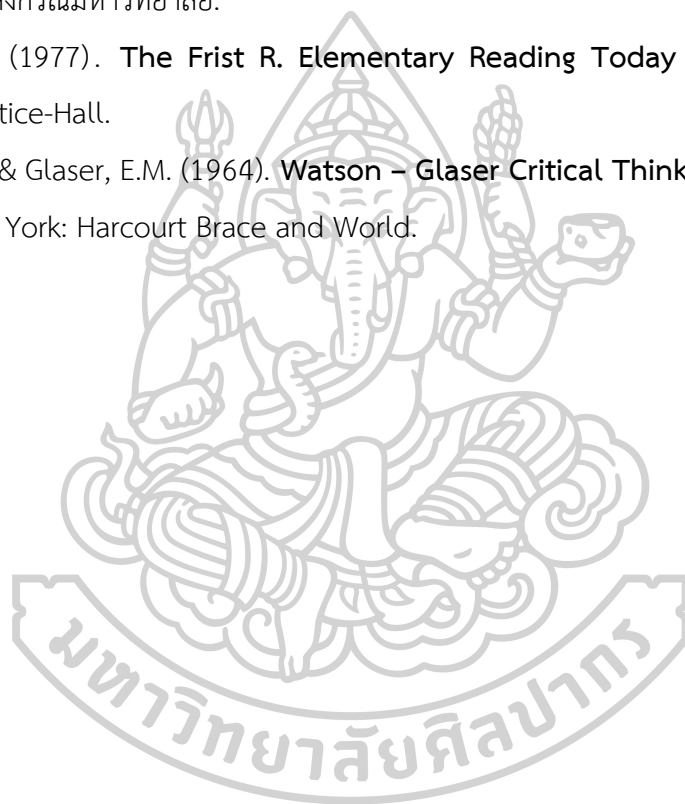 (1977). The Frist R. Elementary Reading Today
tice-Hall.
& Glaser, E.M. (1964). Watson – Glaser Critical Think
York: Harcourt Brace and World.
มหาวิทยาลัยศิลปากร